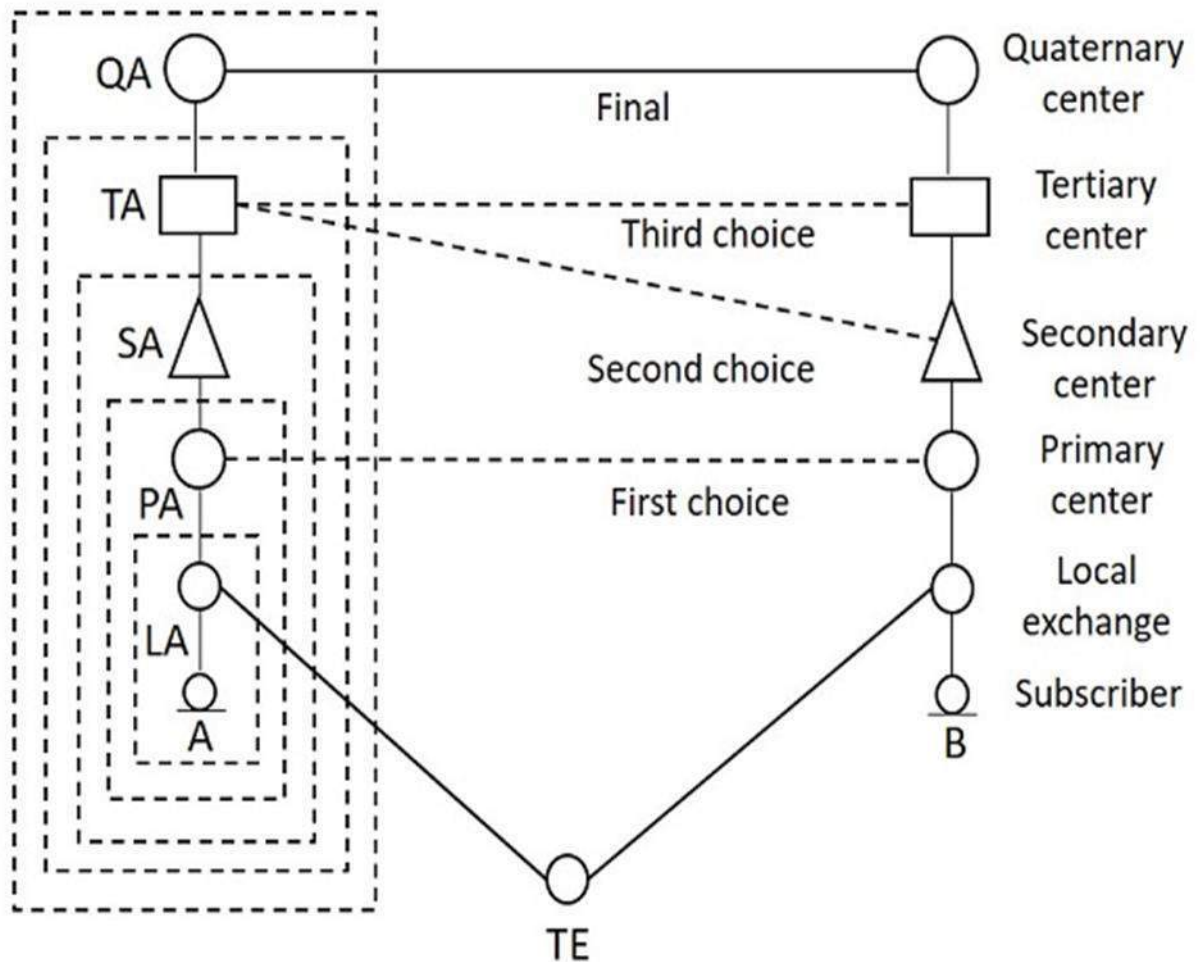 QA
Quaternary
center
Final
TA
Tertiary
center
Third choice
SA
Secondary
center
Second choice
Primary
center
PA
First choice
Local
exchange
LA
Subscriber
A
B
TE